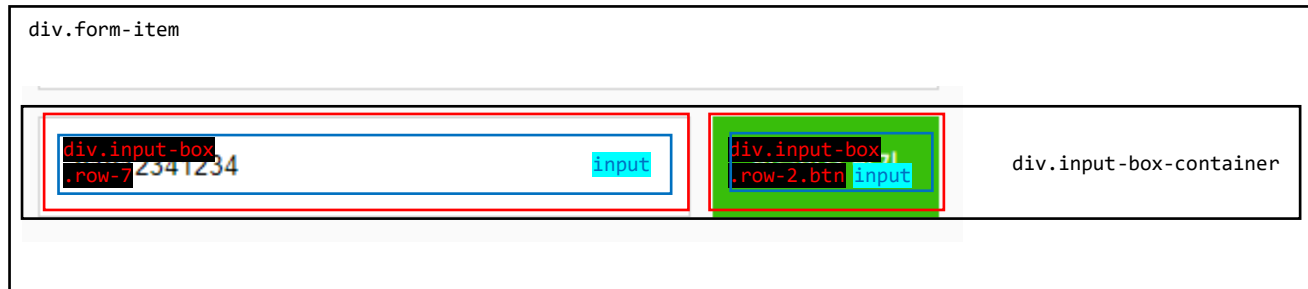 div.form-item
div.input-box
.row-7 2341234 input
div.input-box
.row-2.btn input
div.input-box-container